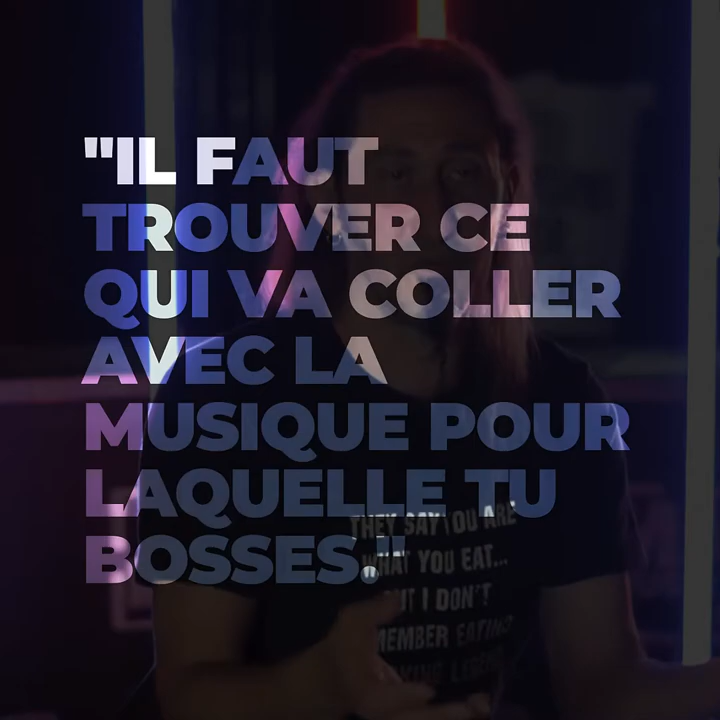 "IL FAUT
TROUVER CE
QUI VA COLLER
AVEC LA
MUSIQUE POUR
LAQUELLE TU
BOSSES."
THEY SAY YOU ARE
WHAT YOU EAT...
I DON'T
EATING